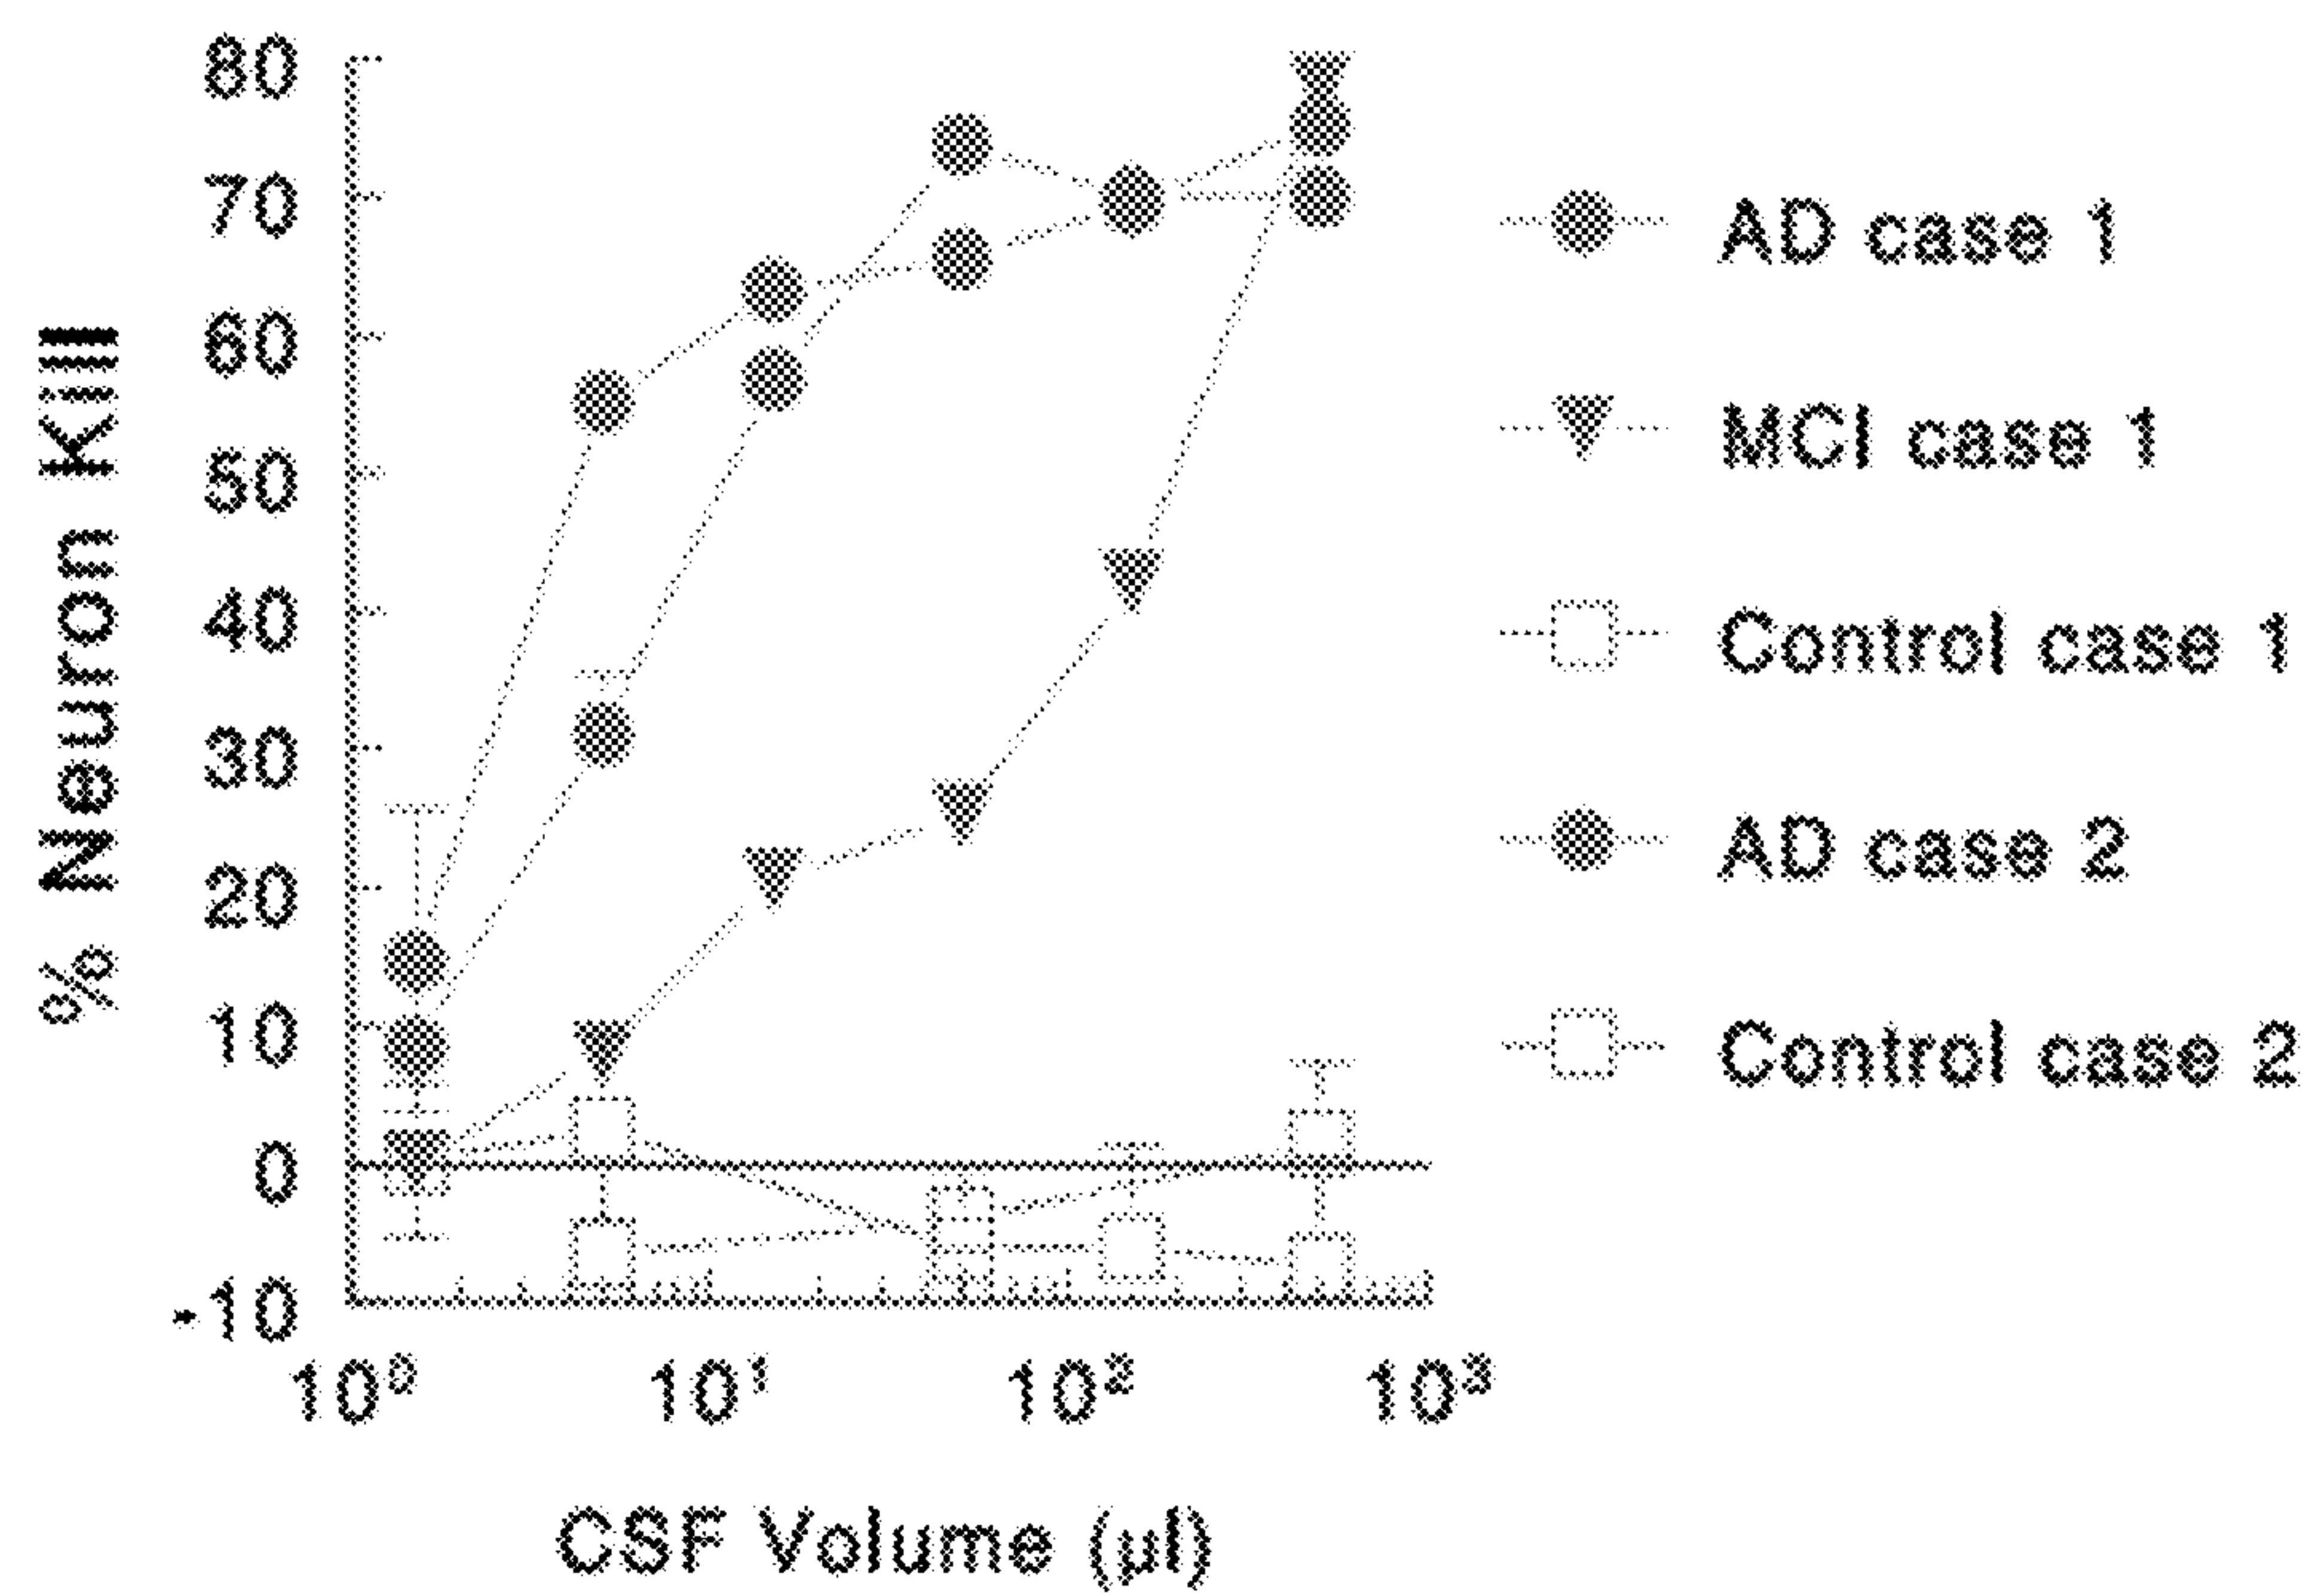 % Neuron Kill
80
70
60
50
40
30
20
10
0
-10
10⁰ 10¹ 10² 10³
CSF Volume (µl)
AD case 1
MCI case 1
Control case 1
AD case 2
Control case 2